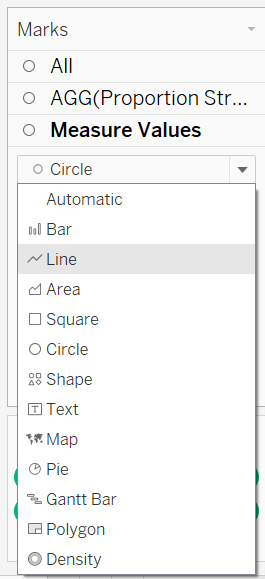 Marks
All
AGG(Proportion Str...
Measure Values
Circle
Automatic
Bar
Line
Area
Square
Circle
Shape
Text
Map
Pie
Gantt Bar
Polygon
Density